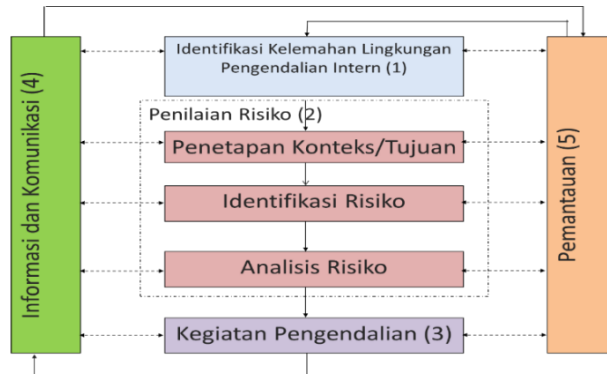 Identifikasi Kelemahan Lingkungan
Pengendalian Intern (1)
Penilaian Risiko (2)
Penetapan Konteks/Tujuan
Identifikasi Risiko
Analisis Risiko
Kegiatan Pengendalian (3)
Informasi dan Komunikasi (4)
Pemantauan (5)